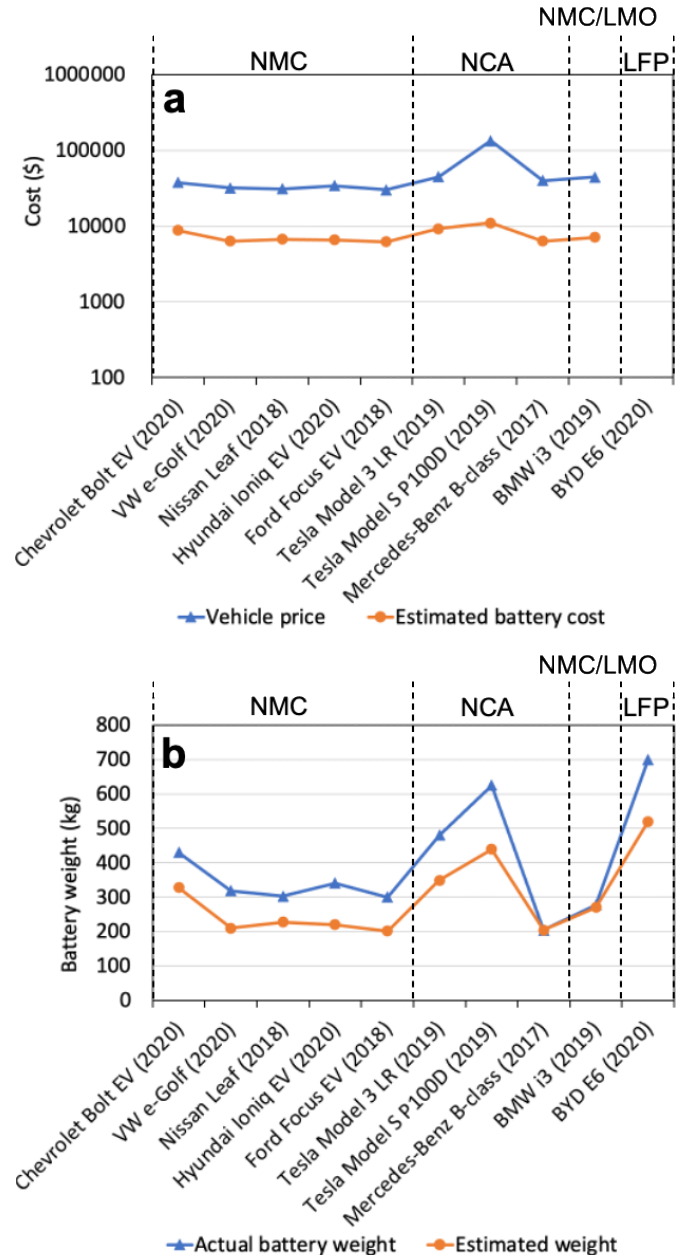 NMC/LMO
NMC
NCA
LFP
a
1000000
100000
10000
1000
100
Cost ($)
Chevrolet Bolt EV (2020)
VW e-Golf (2020)
Nissan Leaf (2018)
Hyundai Ioniq EV (2020)
Ford Focus EV (2018)
Tesla Model 3 LR (2019)
Tesla Model S P100D (2019)
Mercedes-Benz B-class (2017)
BMW i3 (2019)
BYD E6 (2020)
Vehicle price
Estimated battery cost
NMC/LMO
NMC
NCA
LFP
b
800
700
600
500
400
300
200
100
0
Battery weight (kg)
Chevrolet Bolt EV (2020)
VW e-Golf (2020)
Nissan Leaf (2018)
Hyundai Ioniq EV (2020)
Ford Focus EV (2018)
Tesla Model 3 LR (2019)
Tesla Model S P100D (2019)
Mercedes-Benz B-class (2017)
BMW i3 (2019)
BYD E6 (2020)
Actual battery weight
Estimated weight